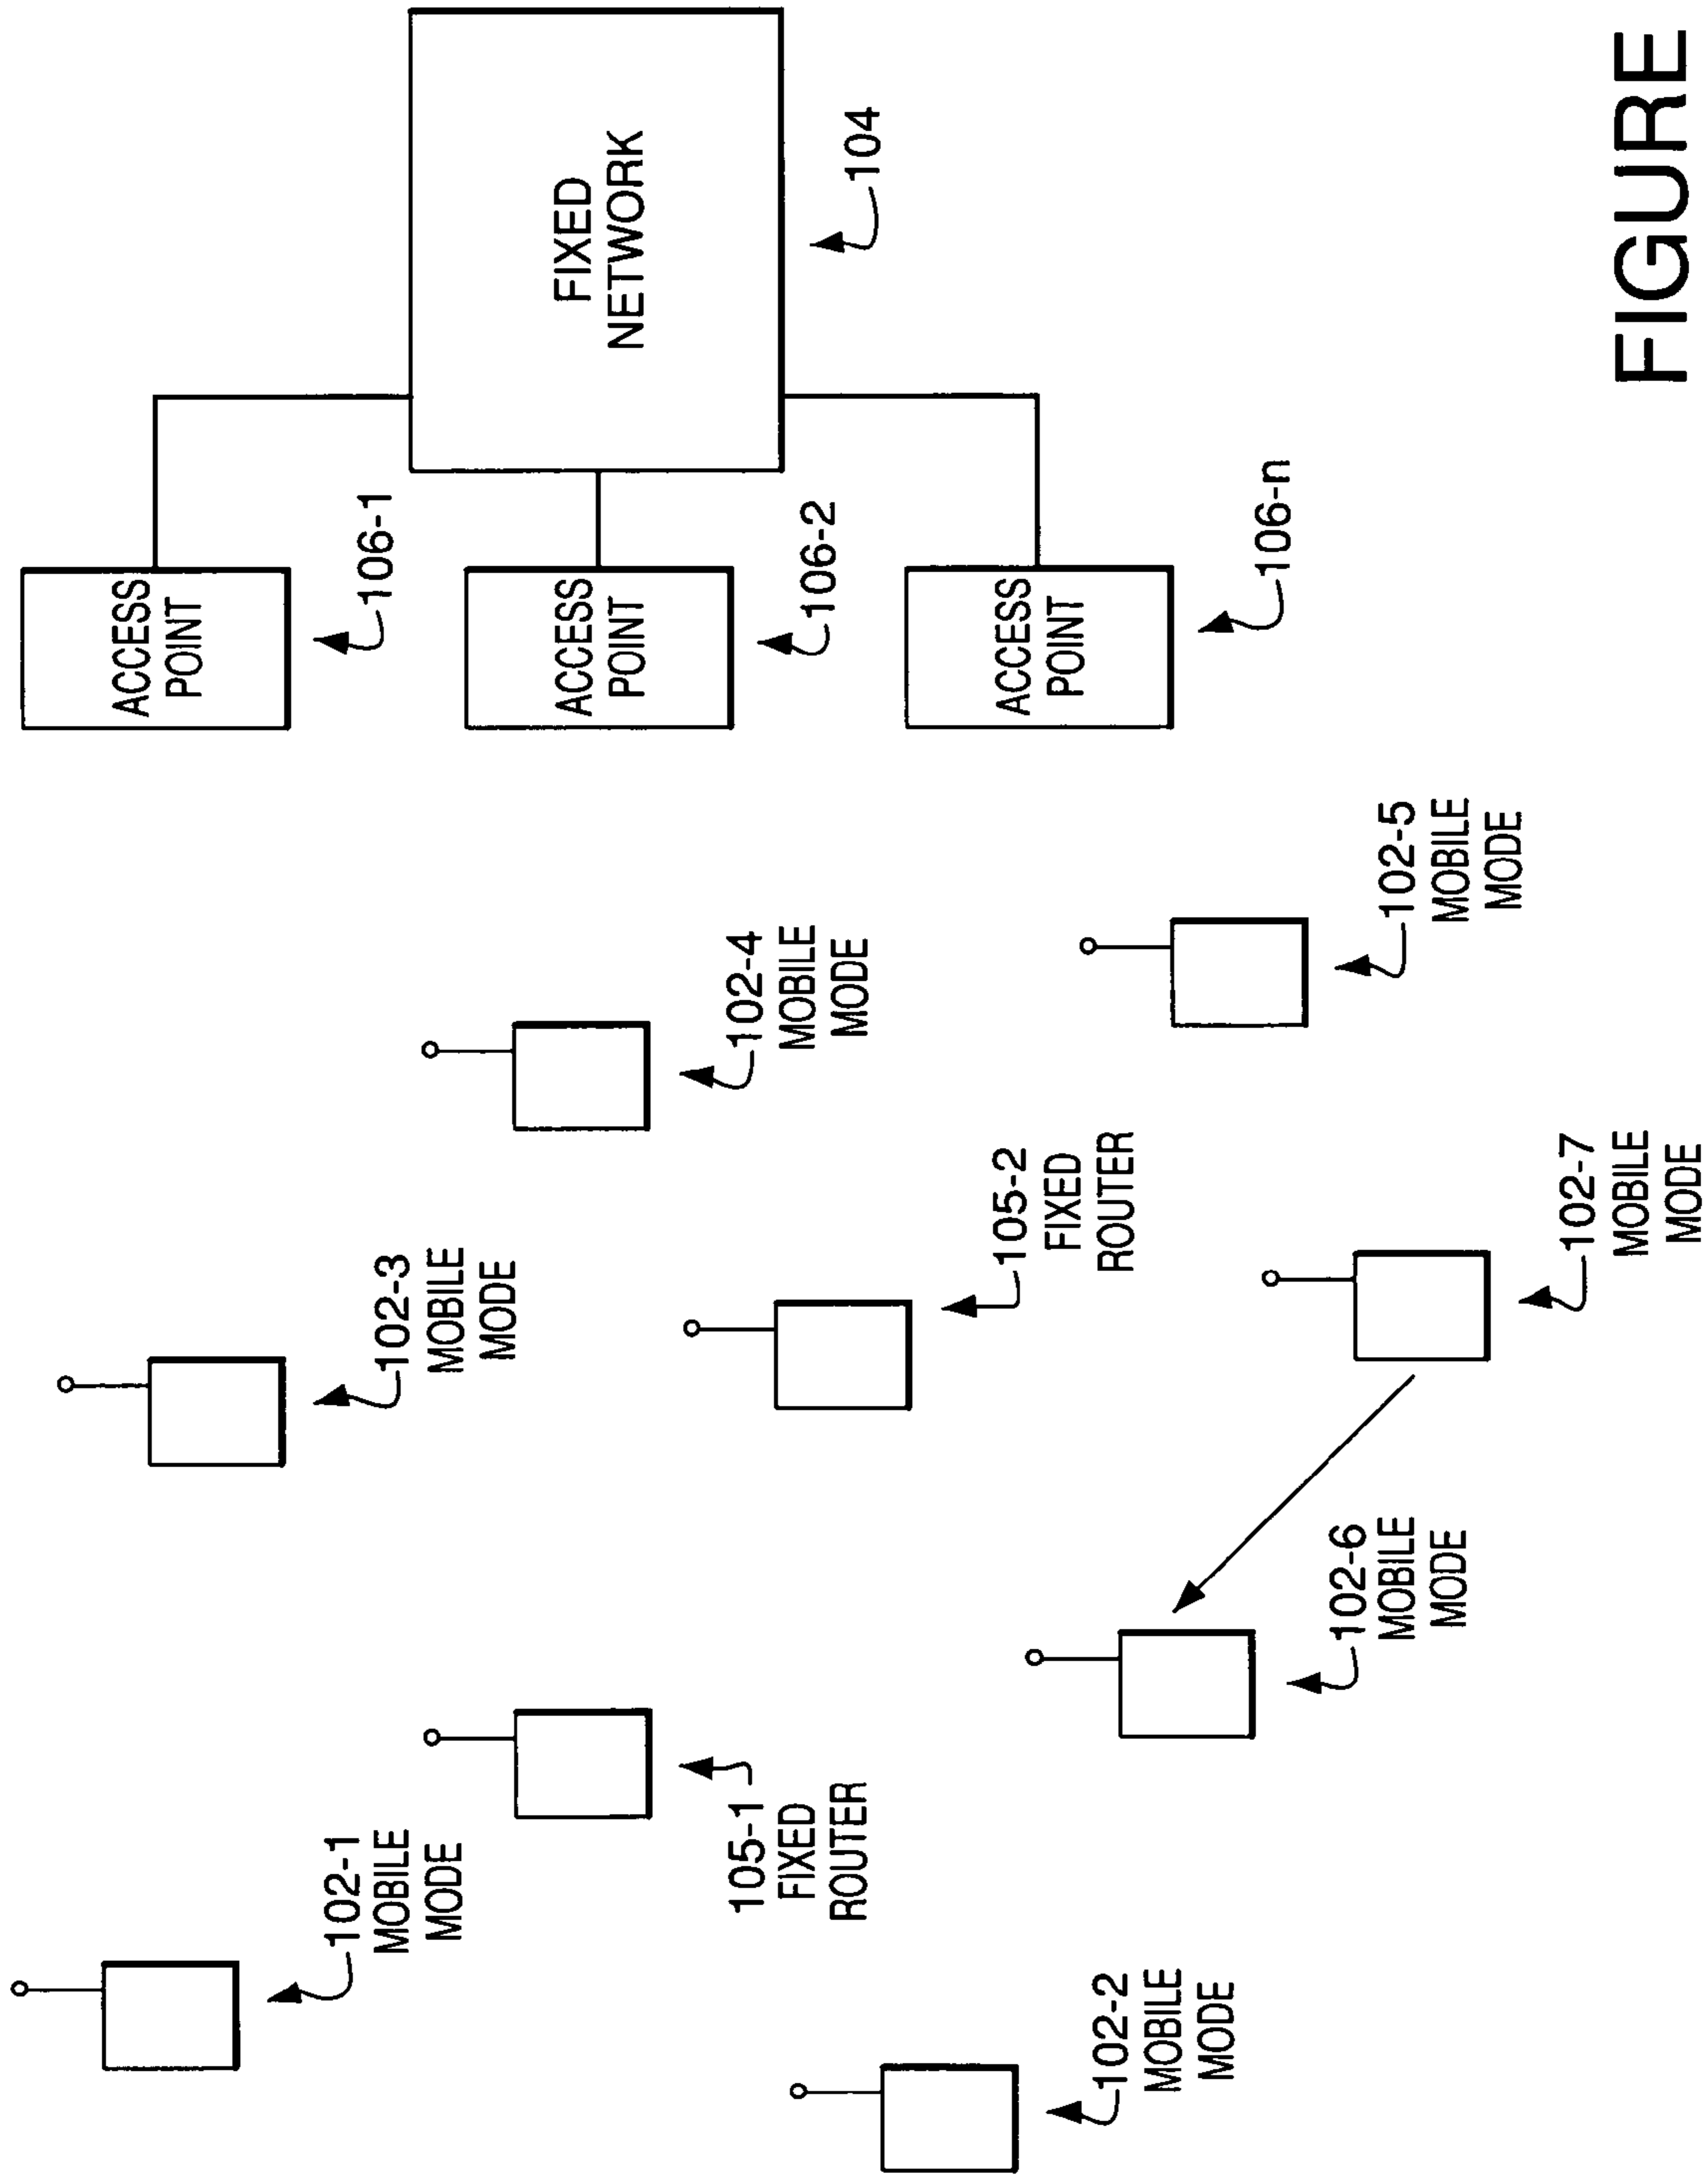 ACCESS
POINT
102-1
MOBILE
MODE
102-3
MOBILE
MODE
106-1
ACCESS
POINT
FIXED
NETWORK
105-1
FIXED
ROUTER
102-4
MOBILE
MODE
106-2
104
105-2
FIXED
ROUTER
ACCESS
POINT
102-2
MOBILE
MODE
106-n
102-6
MOBILE
MODE
102-5
MOBILE
MODE
102-7
MOBILE
MODE
FIGURE